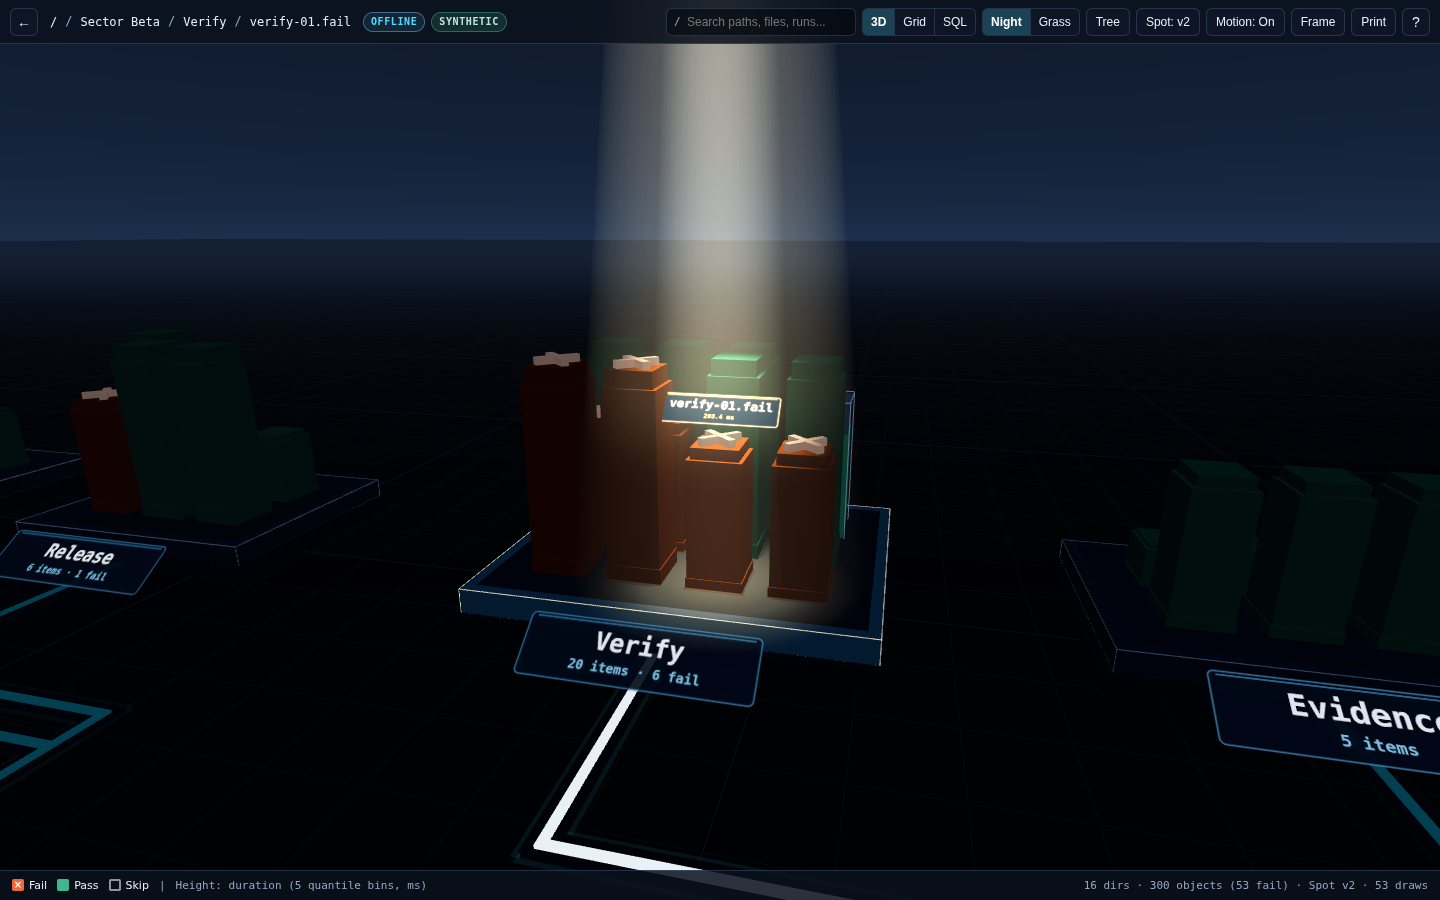 ← / / Sector Beta / Verify / verify-01.fail OFFLINE SYNTHETIC / Search paths, files, runs... 3D Grid SQL Night Grass Tree Spot: v2 Motion: On Frame Print ?
verify-01.fail
Release
6 items · 1 fail
Verify
20 items · 6 fail
Evidence
5 items
Fail Pass Skip | Height: duration (5 quantile bins, ms) 16 dirs · 300 objects (53 fail) · Spot v2 · 53 draws